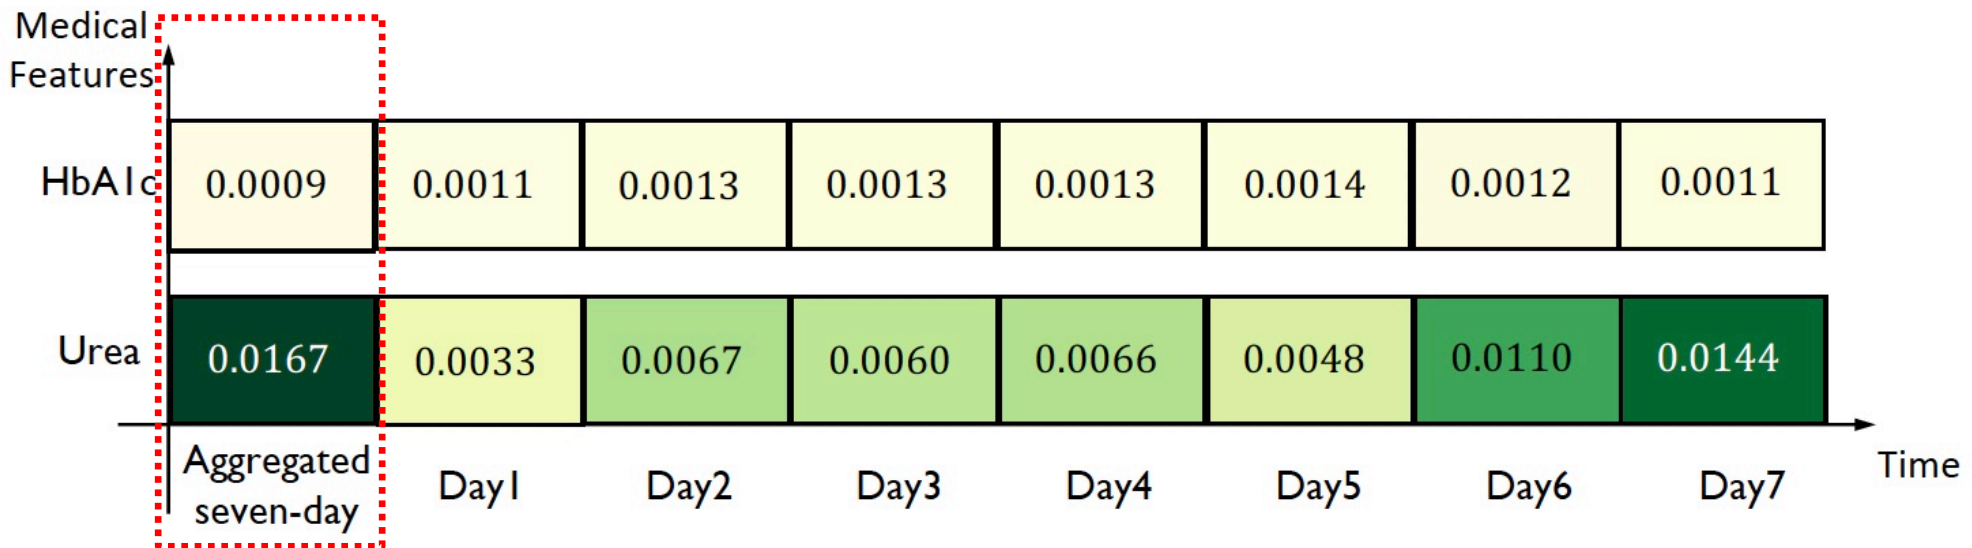 Medical
Features
HbA1c 0.0009 0.0011 0.0013 0.0013 0.0013 0.0014 0.0012 0.0011
Urea 0.0167 0.0033 0.0067 0.0060 0.0066 0.0048 0.0110 0.0144
Aggregated
seven-day
Day1 Day2 Day3 Day4 Day5 Day6 Day7
Time